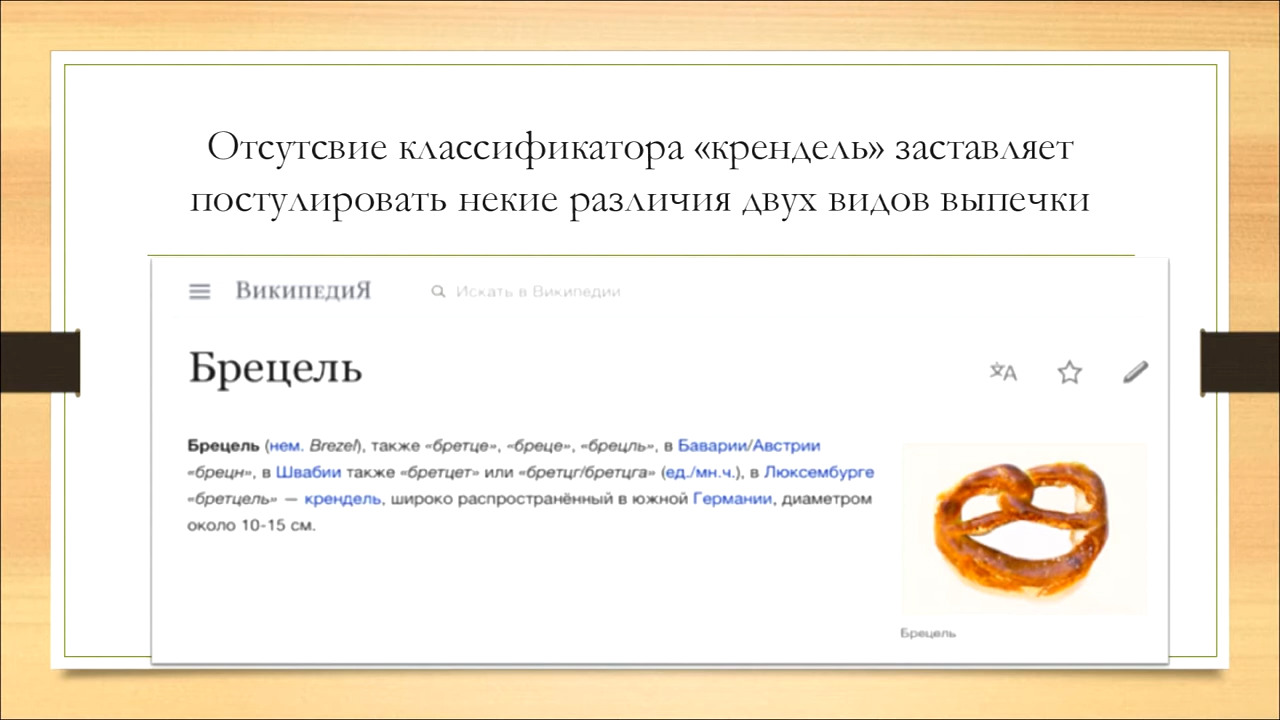 Отсутсвие классификатора «крендель» заставляет
постулировать некие различия двух видов выпечки
ВикипедиЯ
Искать в Википедии
Брецель
Брецель (нем. Brezel), также «бретце», «бреце», «брецль», в Баварии/Австрии
«брецн», в Швабии также «бретцет» или «бретцг/бретцга» (ед./мн.ч.), в Люксембурге
«бретцель» — крендель, широко распространённый в южной Германии, диаметром
около 10-15 см.
Брецель